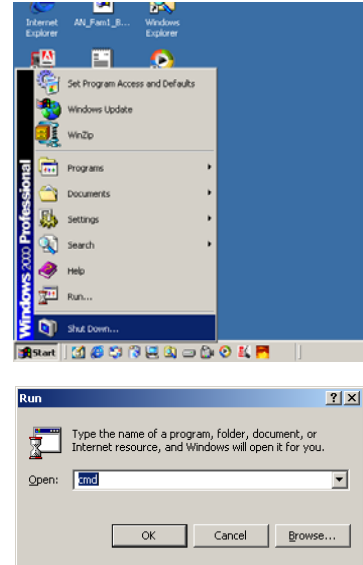 Internet Explorer
AN_Fam1_B...
Windows Explorer
Set Program Access and Defaults
Windows Update
WinZip
Programs
Documents
Settings
Search
Help
Run...
Shut Down...
Windows 2000 Professional
Start
Run
Type the name of a program, folder, document, or
Internet resource, and Windows will open it for you.
Open:
cmd
OK
Cancel
Browse...